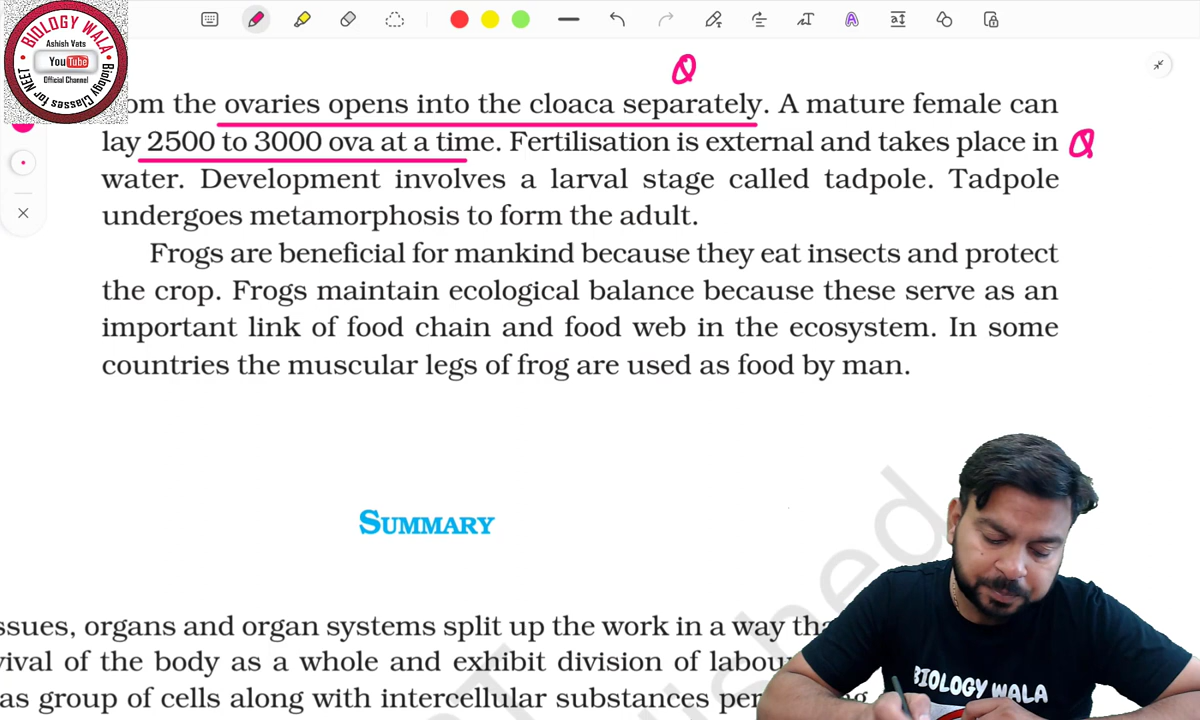 BIOLOGY WALA
Ashish Vats
YouTube
Official Channel
Biology Classes for NEET
Q
from the ovaries opens into the cloaca separately. A mature female can
lay 2500 to 3000 ova at a time. Fertilisation is external and takes place in Q
water. Development involves a larval stage called tadpole. Tadpole
undergoes metamorphosis to form the adult.
Frogs are beneficial for mankind because they eat insects and protect
the crop. Frogs maintain ecological balance because these serve as an
important link of food chain and food web in the ecosystem. In some
countries the muscular legs of frog are used as food by man.
SUMMARY
ssues, organs and organ systems split up the work in a way
vival of the body as a whole and exhibit division of labou
as group of cells along with intercellular substances per
BIOLOGY WALA